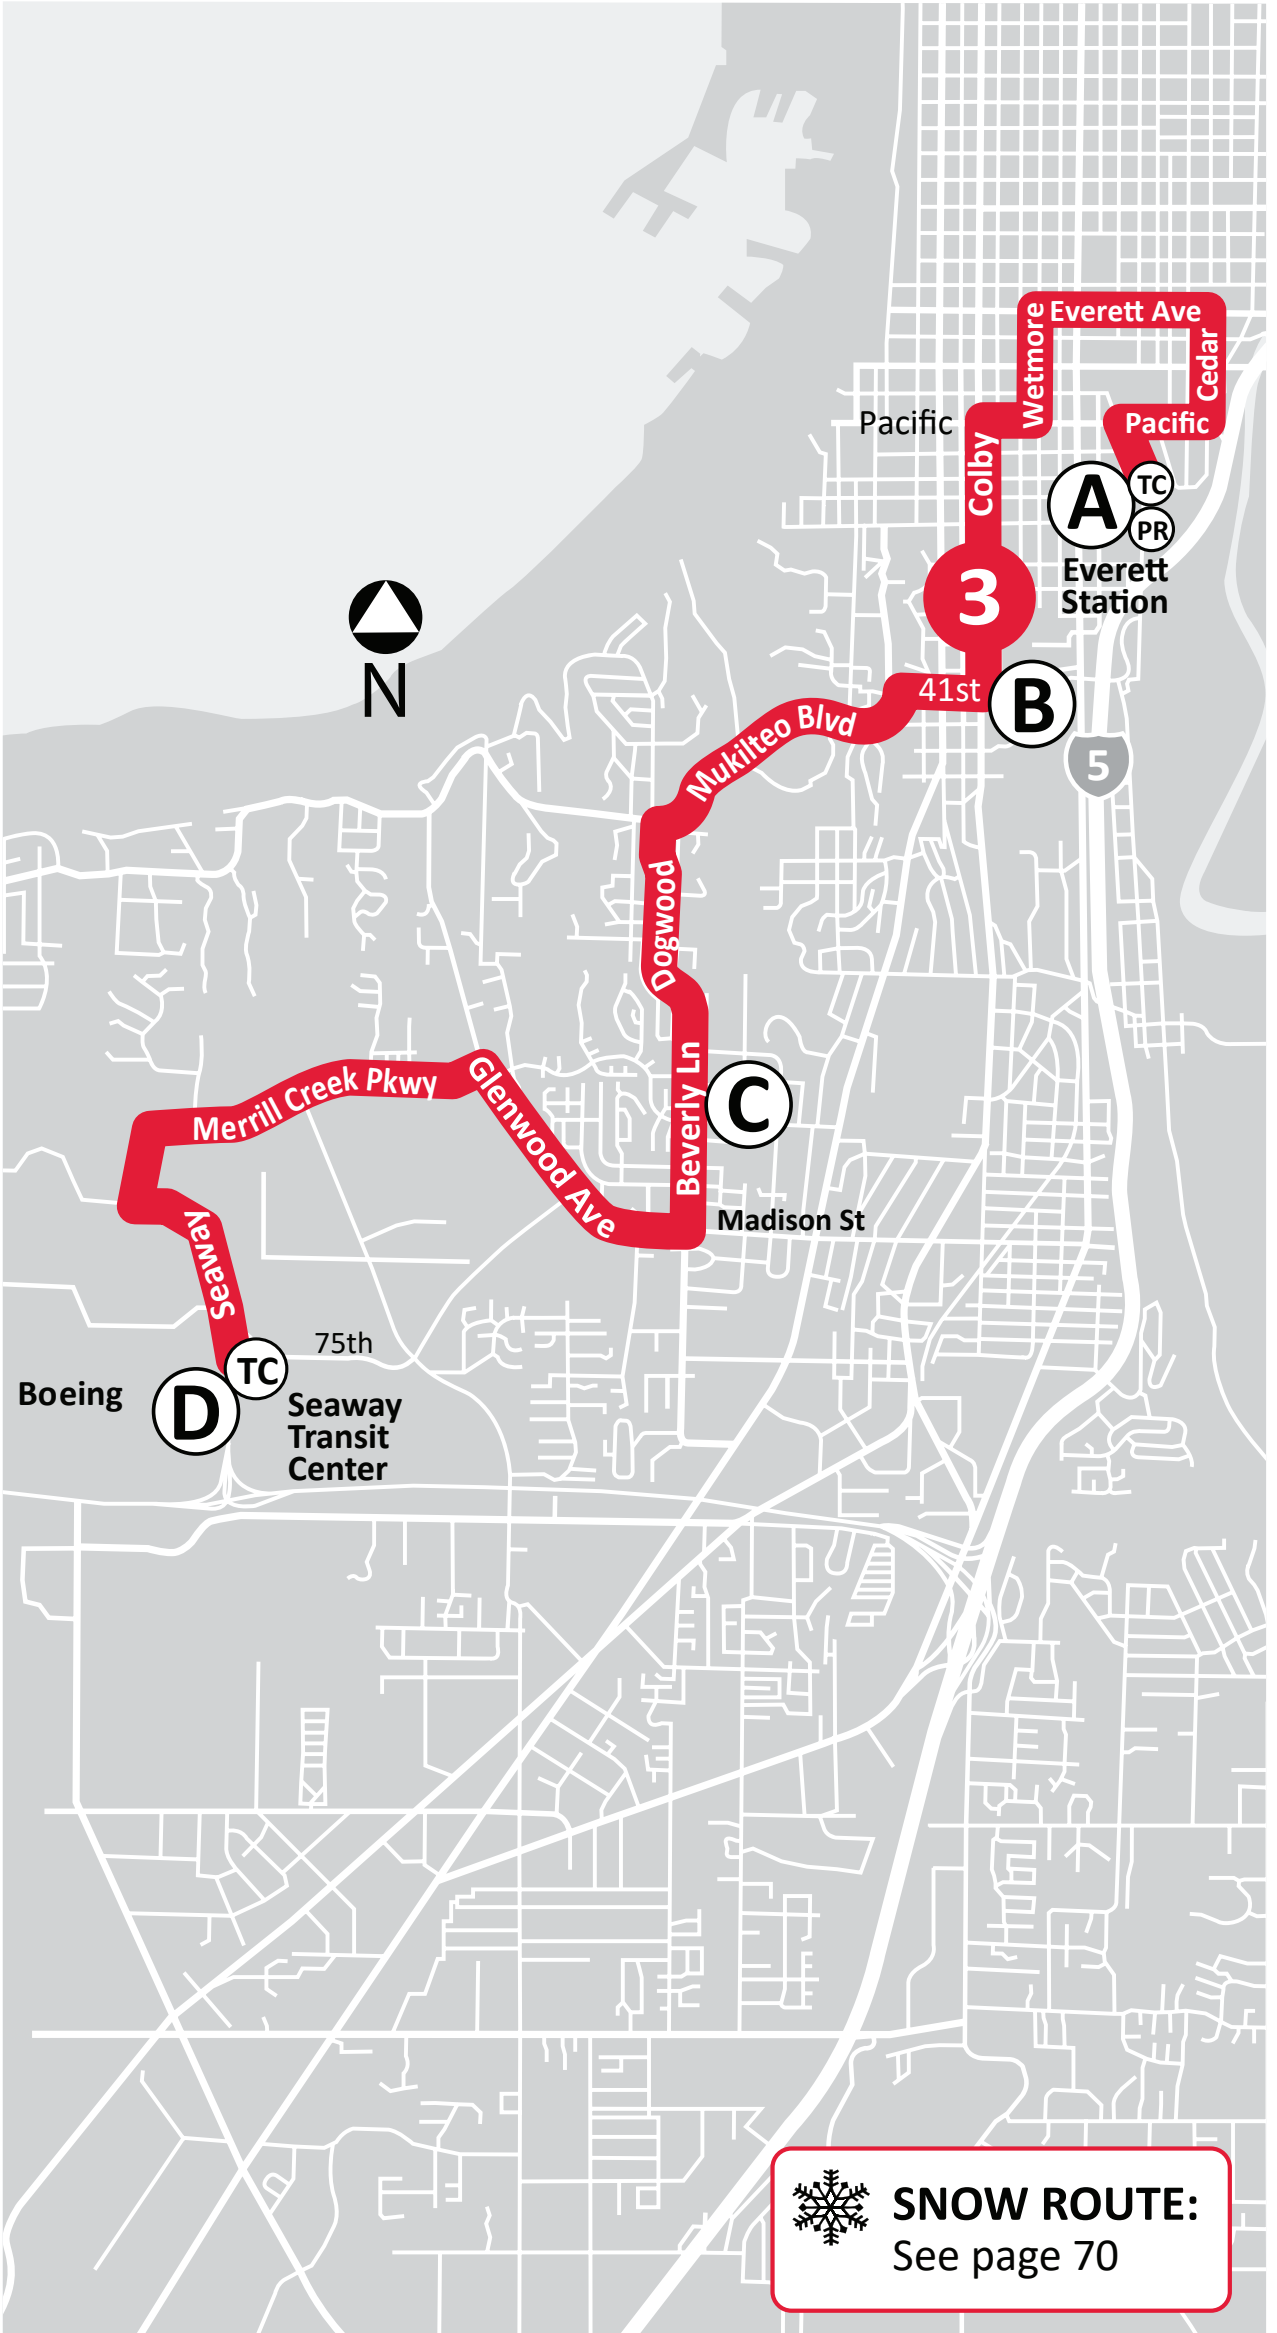 Everett Ave
Wetmore
Cedar
Pacific
Pacific
Colby
A
TC
PR
Everett
Station
3
N
41st
B
Mukilteo Blvd
5
Dogwood
Beverly Ln
C
Glenwood Ave
Merrill Creek Pkwy
Madison St
Seaway
75th
TC
Boeing
D
Seaway
Transit
Center
SNOW ROUTE:
See page 70